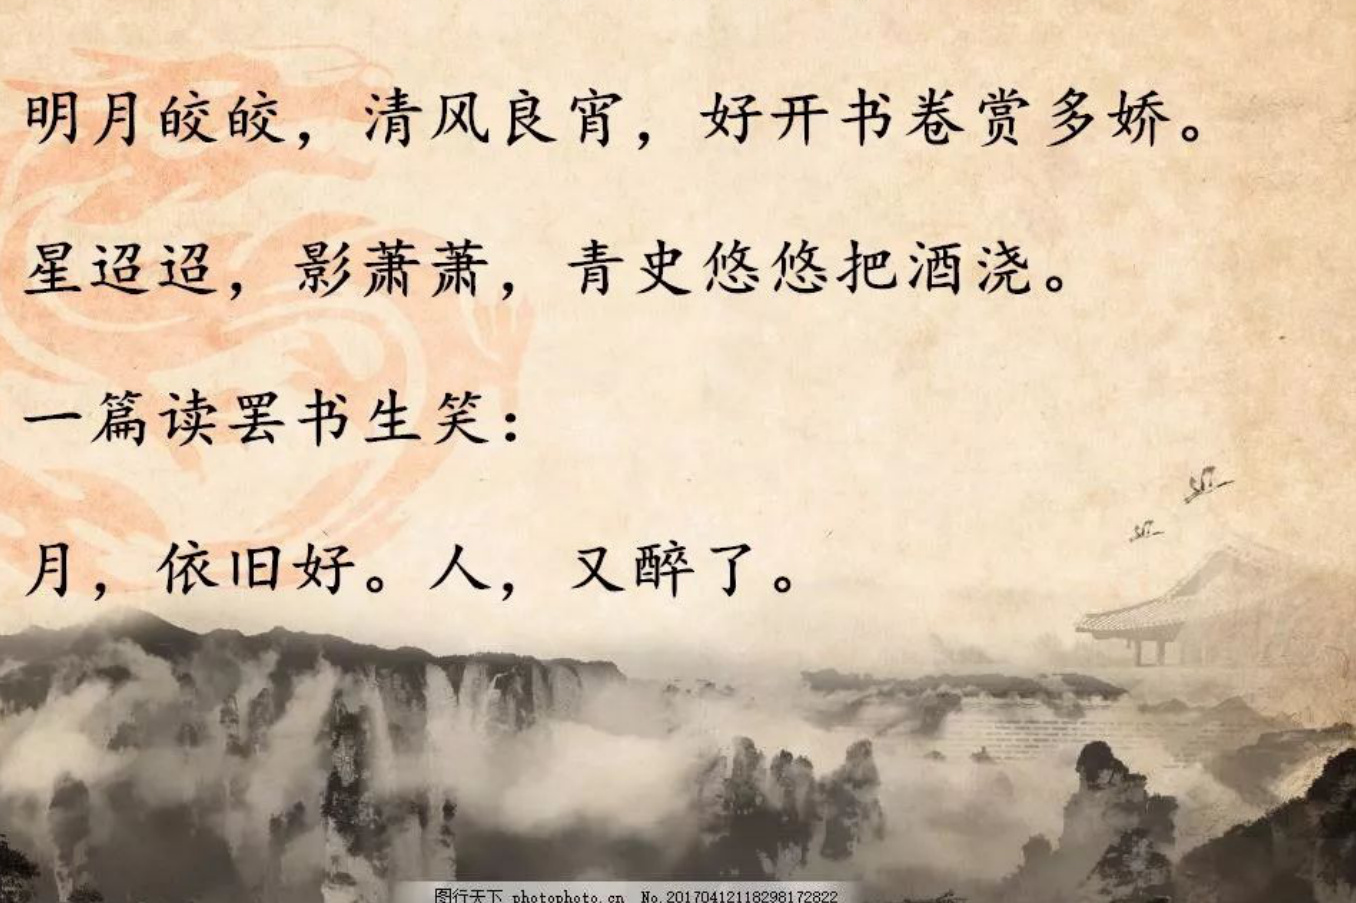 明月皎皎，清风良宵，好开书卷赏多娇。
星迢迢，影萧萧，青史悠悠把酒浇。
一篇读罢书生笑：
月，依旧好。人，又醉了。
图行天下 photophoto.cn No.20170412118298172822